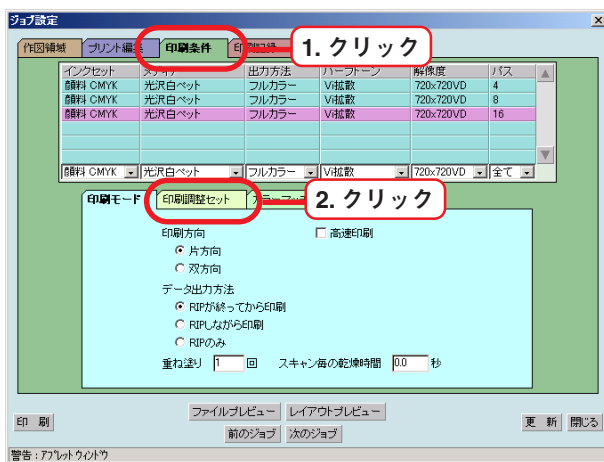 ジョブ設定
作図領域 プリント編集 印刷条件
1. クリック
インクセット 出力方法 ハーフトーン 解像度 パス
顔料 CMYK 光沢白ペット フルカラー Vi拡散 720x720VD 4
顔料 CMYK 光沢白ペット フルカラー Vi拡散 720x720VD 8
顔料 CMYK 光沢白ペット フルカラー Vi拡散 720x720VD 16
顔料 CMYK 光沢白ペット フルカラー Vi拡散 720x720VD 全て
印刷モード 印刷調整セット
2. クリック
印刷方向 高速印刷
片方向
双方向
データ出力方法
RIPが終ってから印刷
RIPしながら印刷
RIPのみ
重ね塗り 1 回 スキャン毎の乾燥時間 0.0 秒
ファイルプレビュー レイアウトプレビュー
印 刷 更 新 閉じる
前のジョブ 次のジョブ
警告 : アプレット ウィンドウ